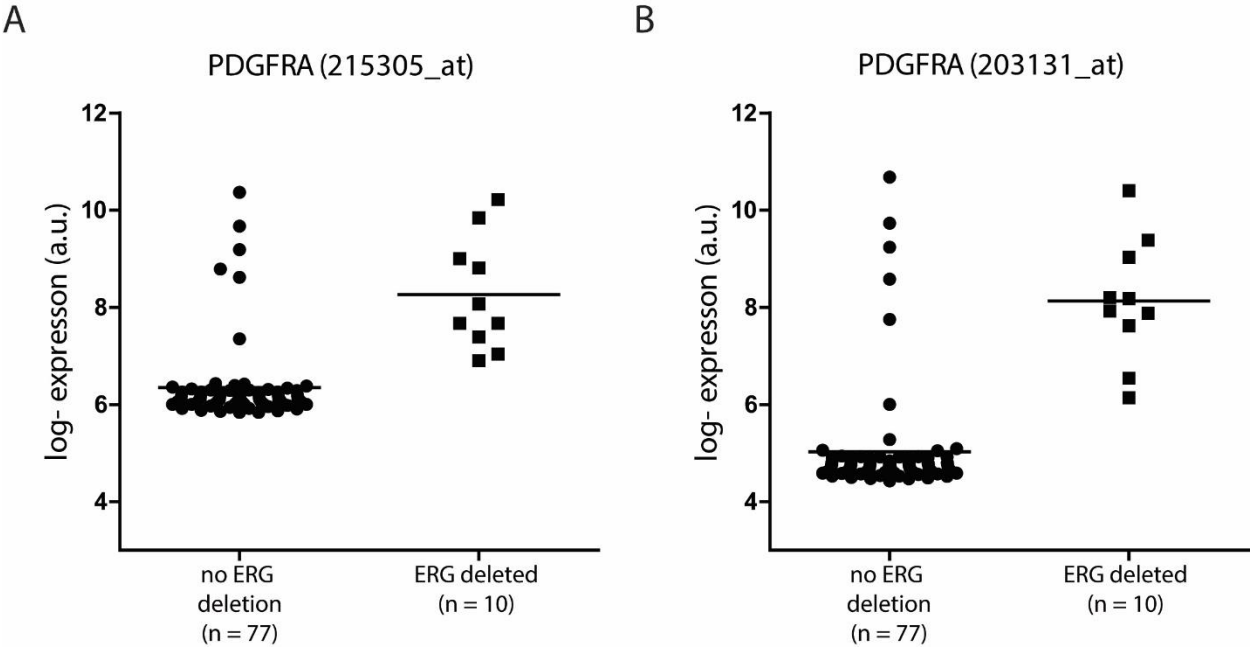 A
PDGFRA (215305_at)
12
10
8
6
4
log- expresson (a.u.)
no ERG
deletion
(n = 77)
ERG deleted
(n = 10)
B
PDGFRA (203131_at)
12
10
8
6
4
log- expresson (a.u.)
no ERG
deletion
(n = 77)
ERG deleted
(n = 10)